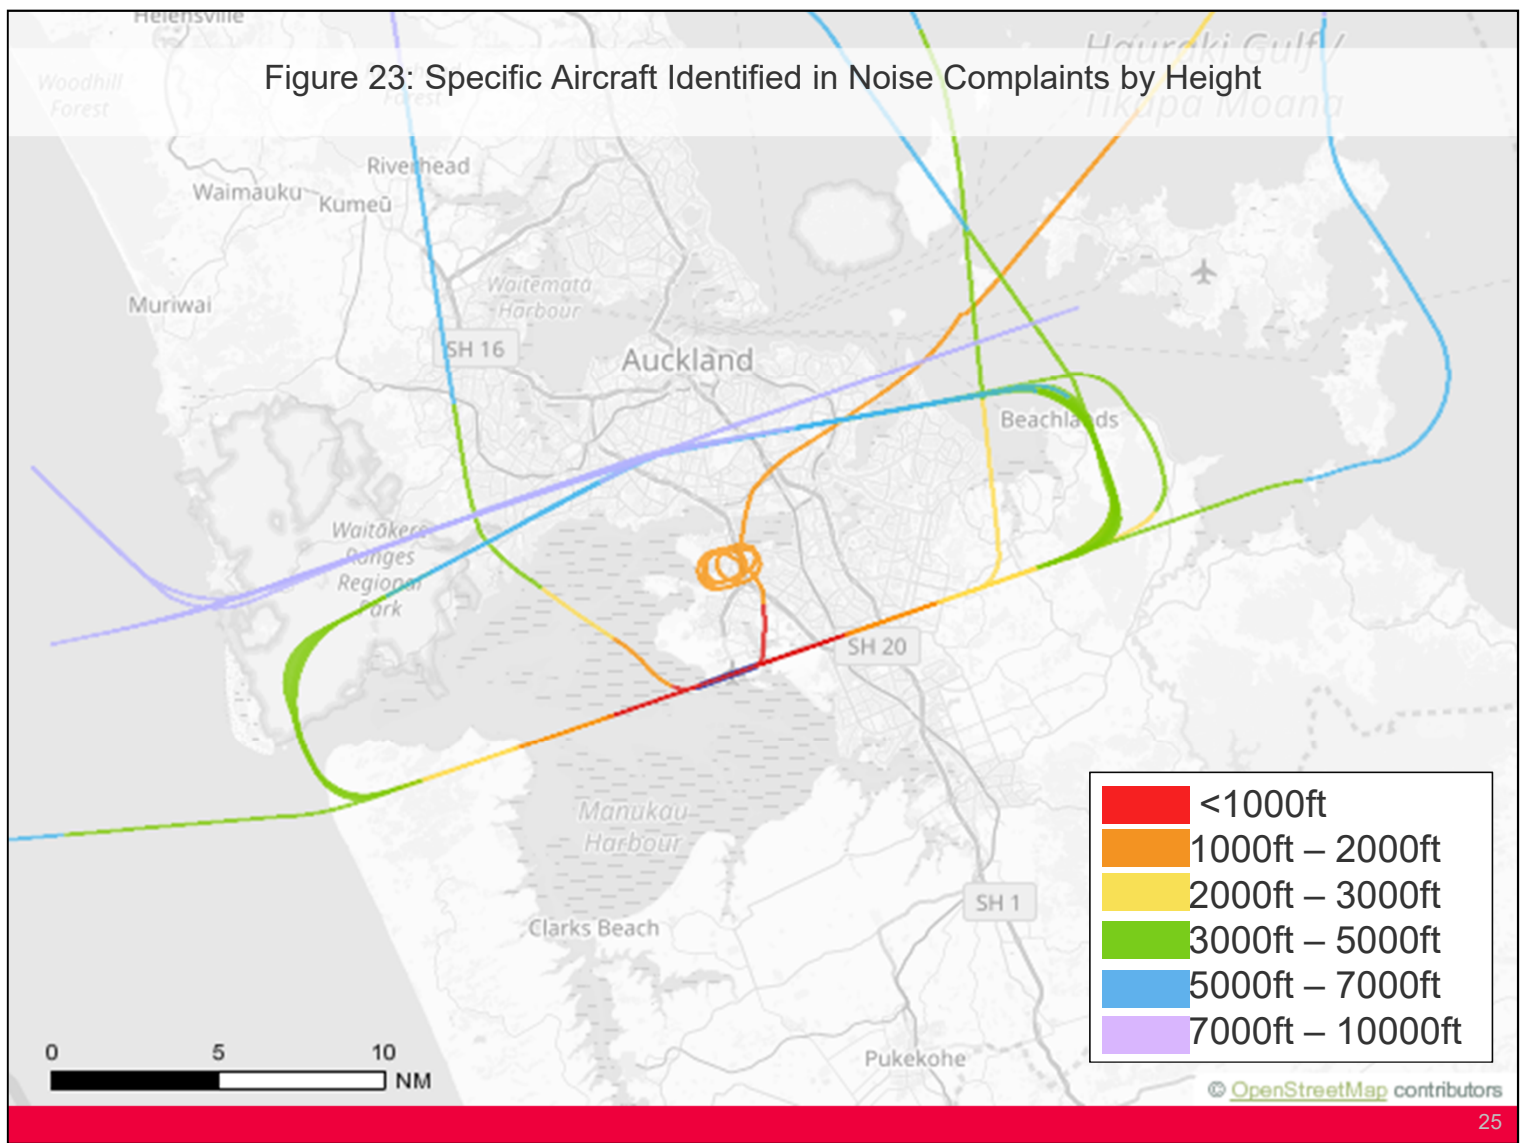 Helensville
Hauraki Gulf /
Tikapa Moana
Woodhill
Forest
Figure 23: Specific Aircraft Identified in Noise Complaints by Height
Forest
Riverhead
Waimauku
Kumeū
Waitematā
Harbour
Muriwai
SH 16
Auckland
Beachlands
Waitākere
Ranges
Regional
Park
SH 20
Manukau
Harbour
Clarks Beach
SH 1
Pukekohe
<1000ft
1000ft – 2000ft
2000ft – 3000ft
3000ft – 5000ft
5000ft – 7000ft
7000ft – 10000ft
0 5 10
NM
© OpenStreetMap contributors
25